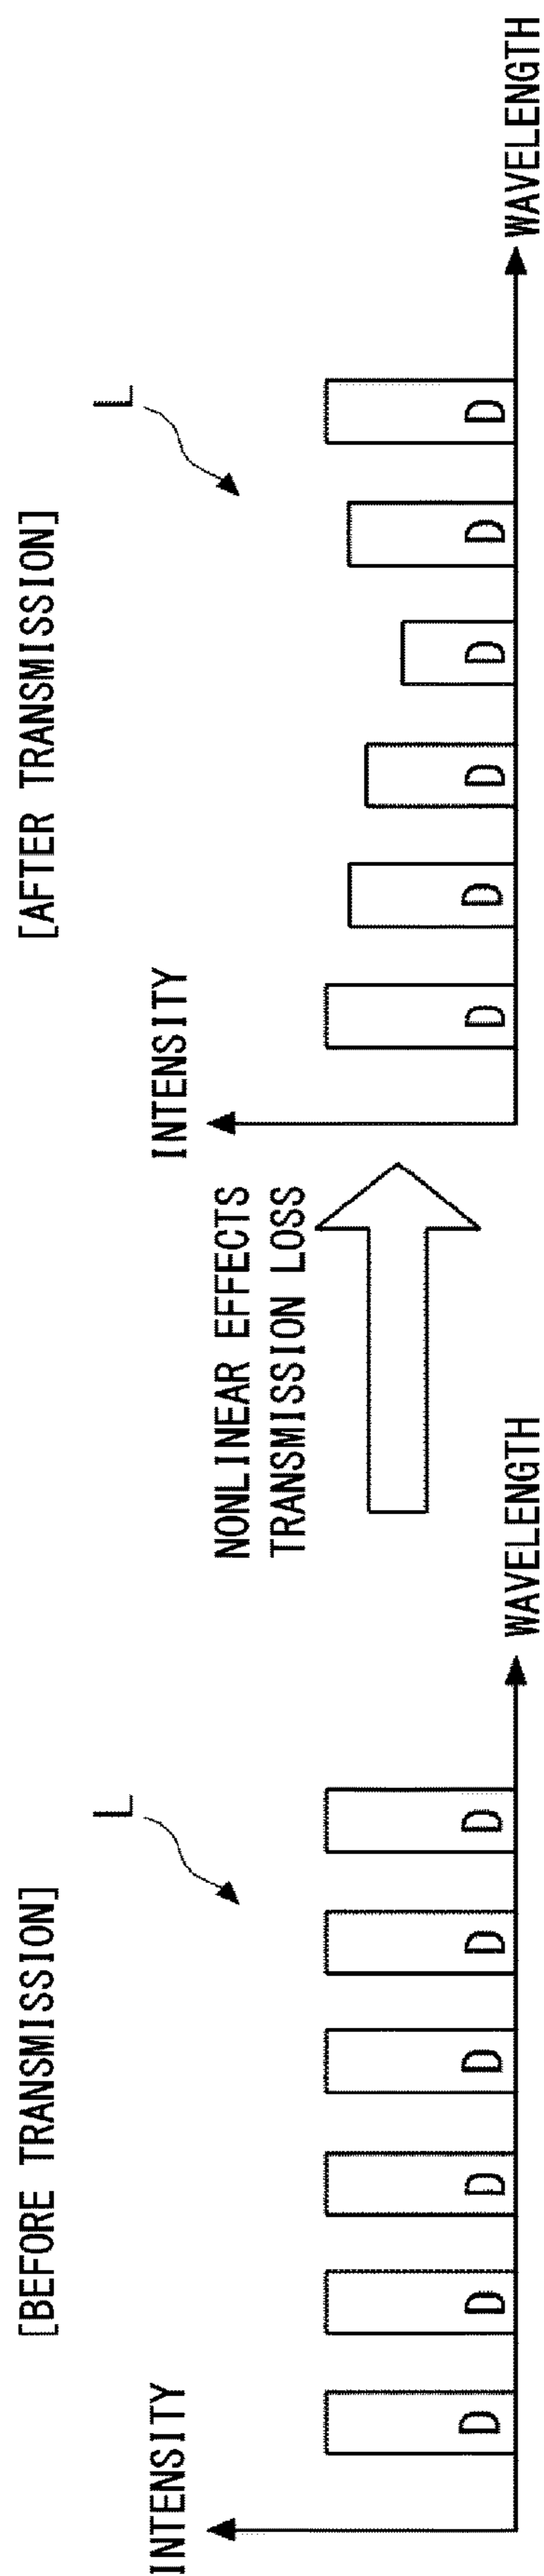 [BEFORE TRANSMISSION]
L
INTENSITY
D D D D D D
WAVELENGTH
NONLINEAR EFFECTS
TRANSMISSION LOSS
[AFTER TRANSMISSION]
L
INTENSITY
D D D D D D
WAVELENGTH